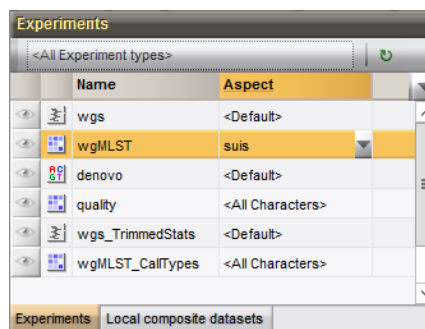 Experiments
<All Experiment types>
Name Aspect
wgs <Default>
wgMLST suis
denovo <Default>
quality <All Characters>
wgs_TrimmedStats <Default>
wgMLST_CallTypes <All Characters>
Experiments Local composite datasets